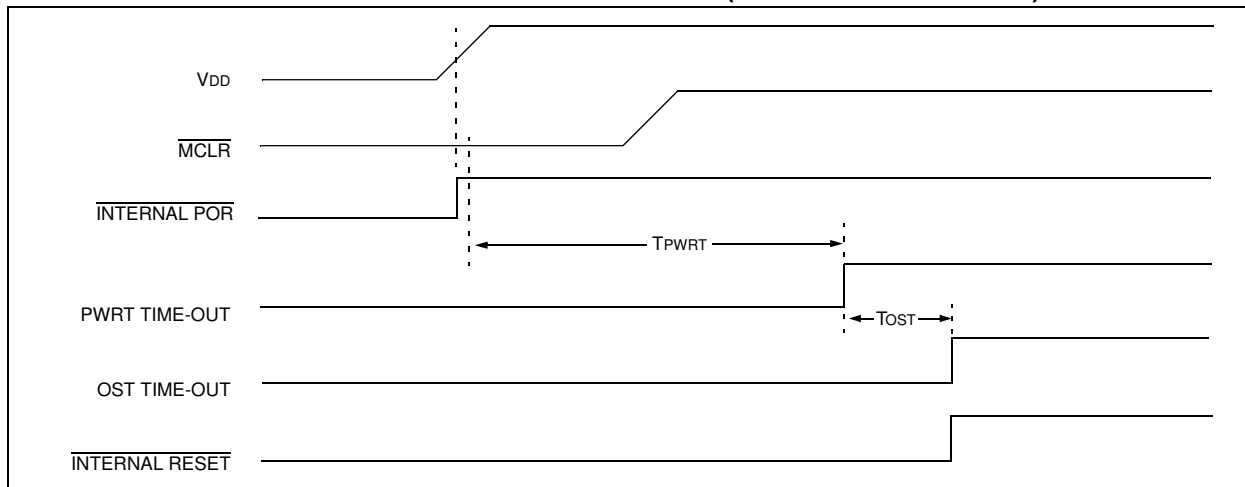 VDD
MCLR
INTERNAL POR
TPWRT
PWRT TIME-OUT
TOST
OST TIME-OUT
INTERNAL RESET